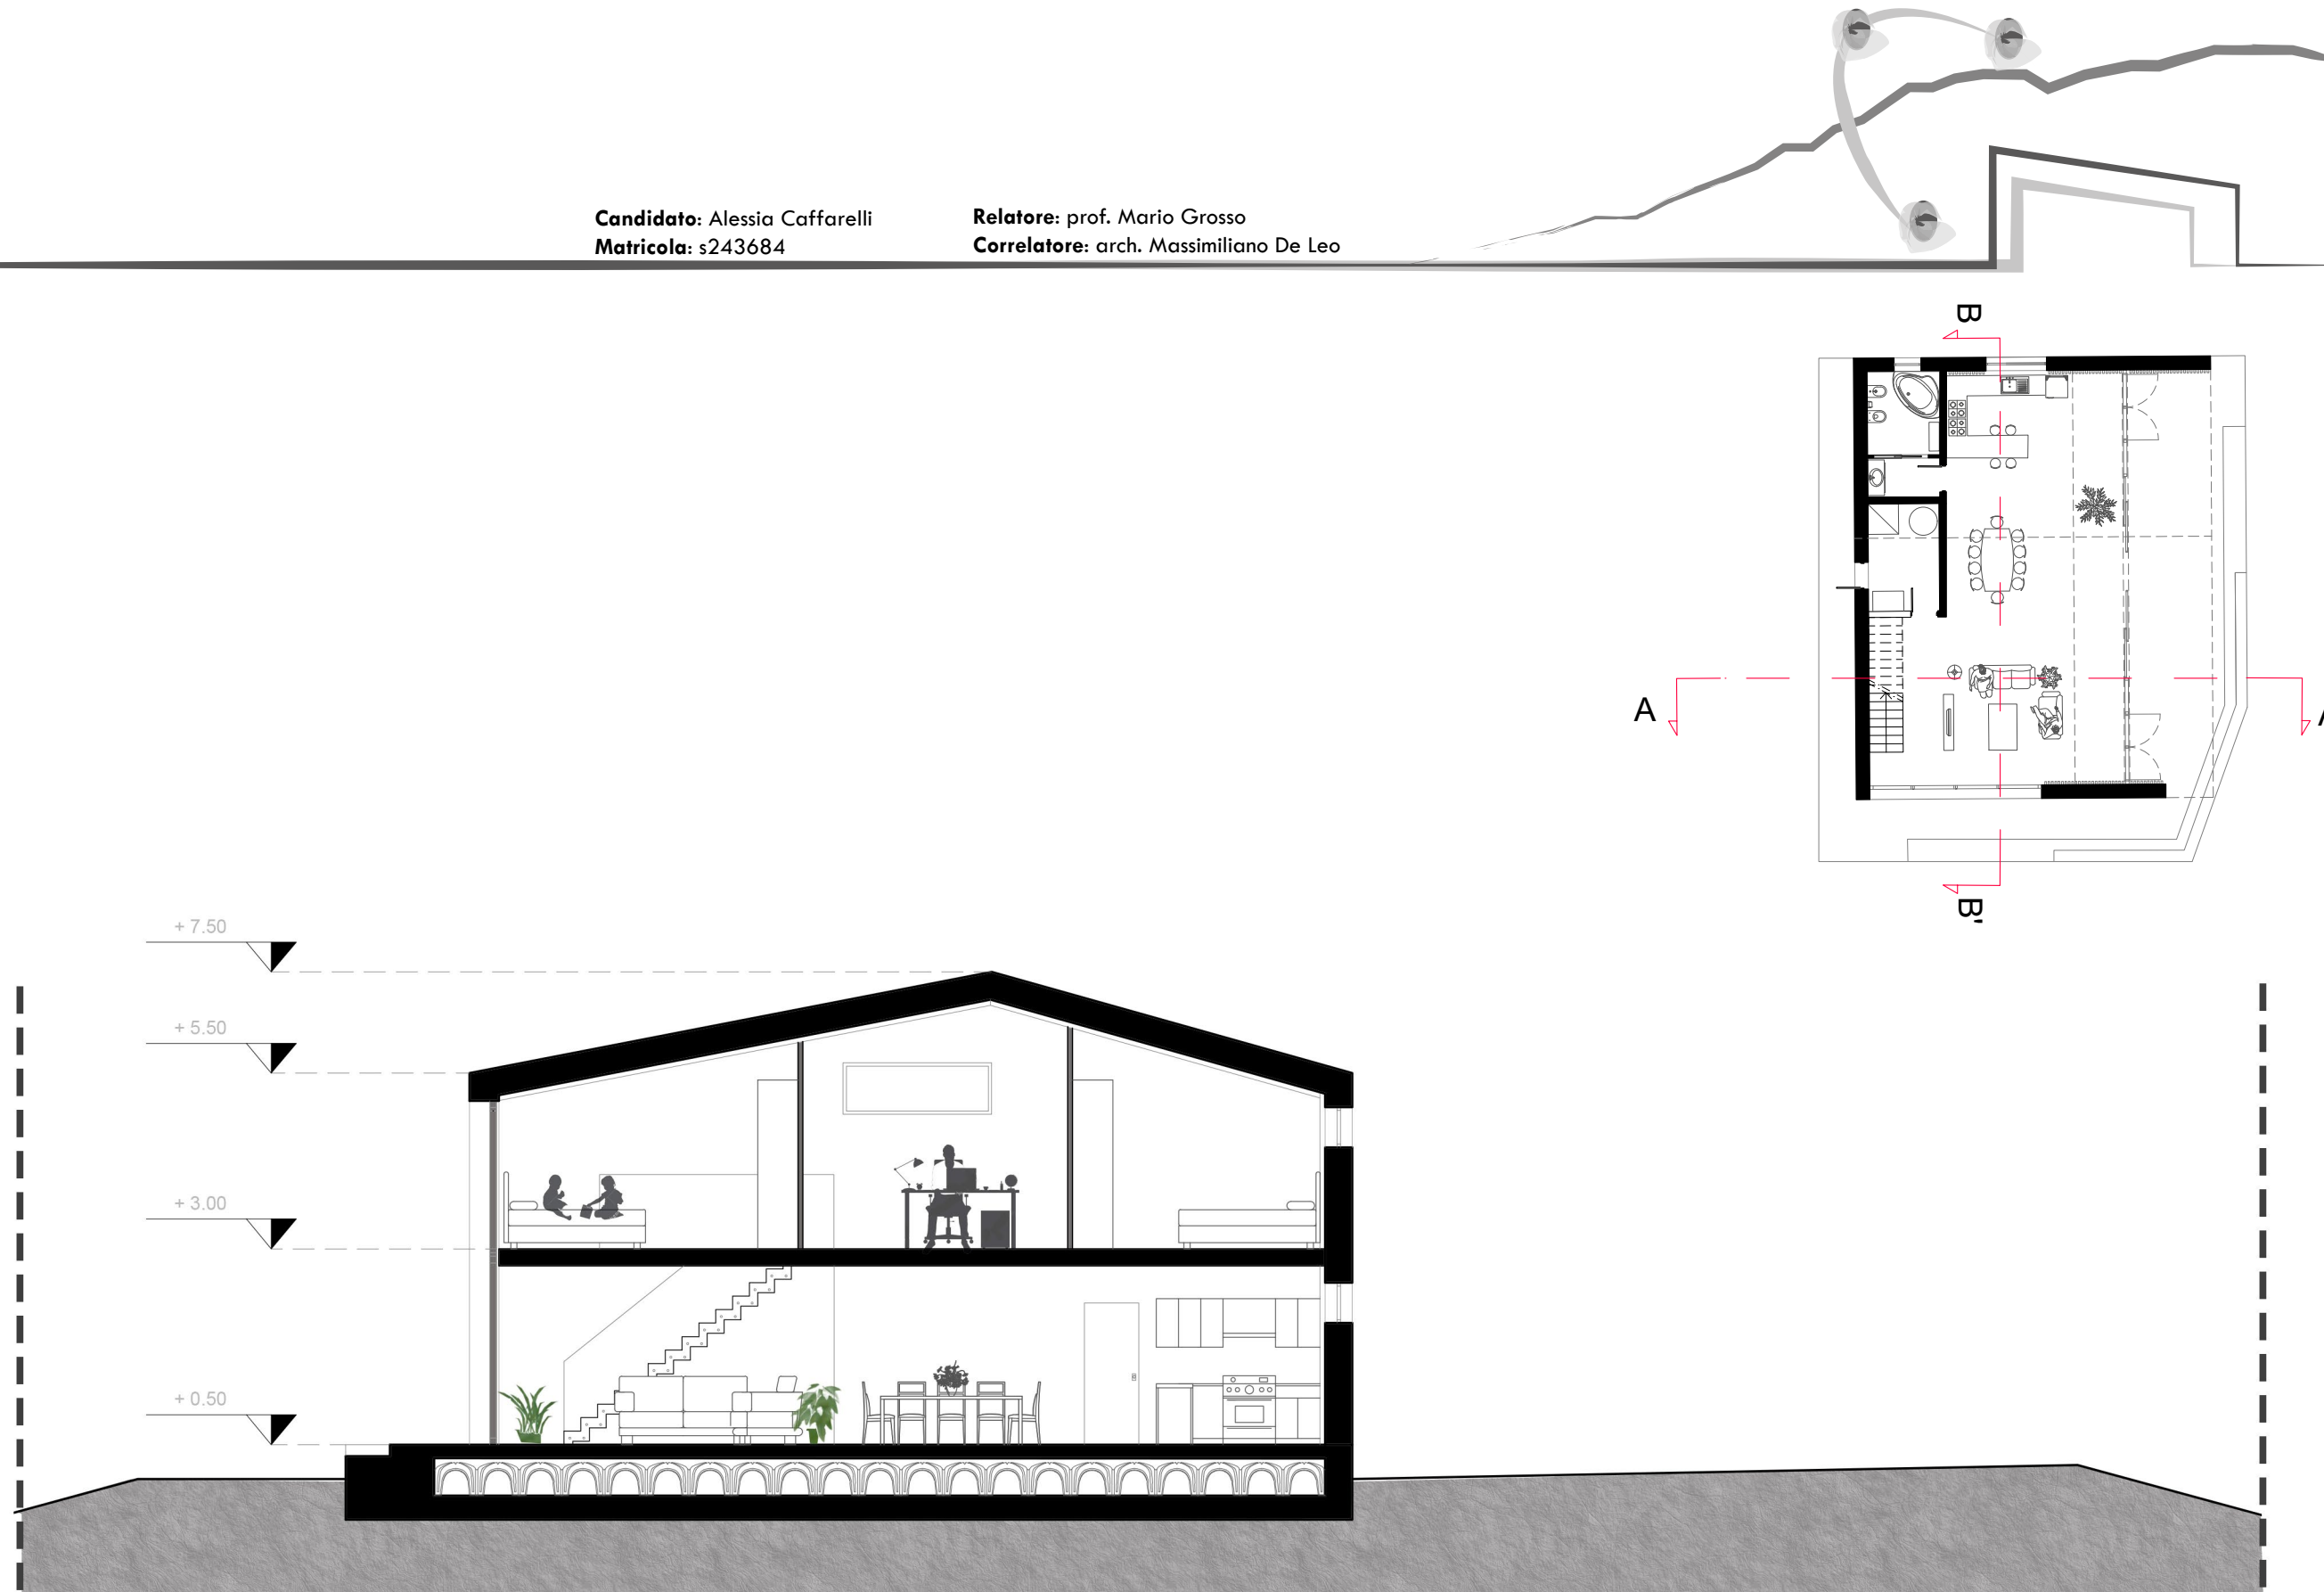 Candidato: Alessia Caffarelli
Matricola: s243684
Relatore: prof. Mario Grosso
Correlatore: arch. Massimiliano De Leo
B
A
B'
+ 7.50
+ 5.50
+ 3.00
+ 0.50